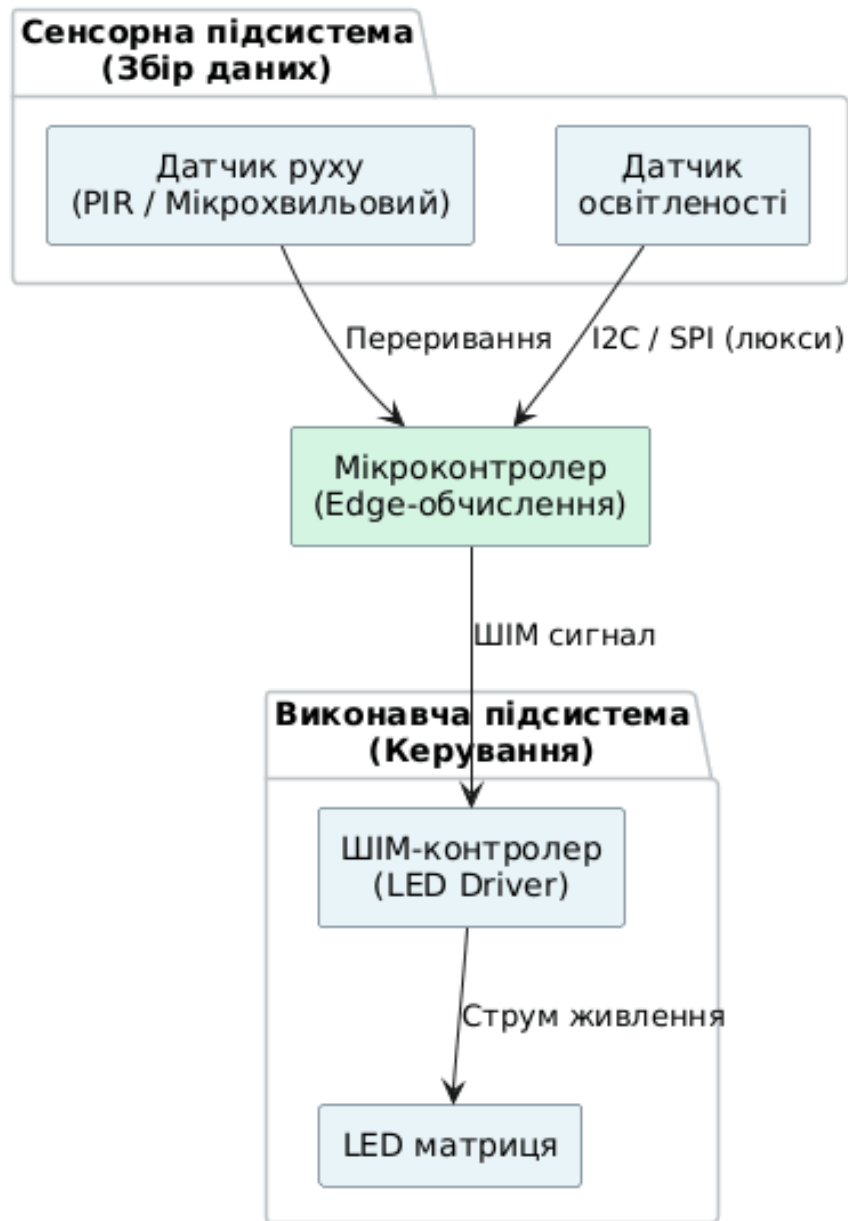 Сенсорна підсистема
(Збір даних)
Датчик руху
(PIR / Мікрохвильовий)
Датчик
освітленості
Переривання
I2C / SPI (люкси)
Мікроконтролер
(Edge-обчислення)
ШІМ сигнал
Виконавча підсистема
(Керування)
ШІМ-контролер
(LED Driver)
Струм живлення
LED матриця